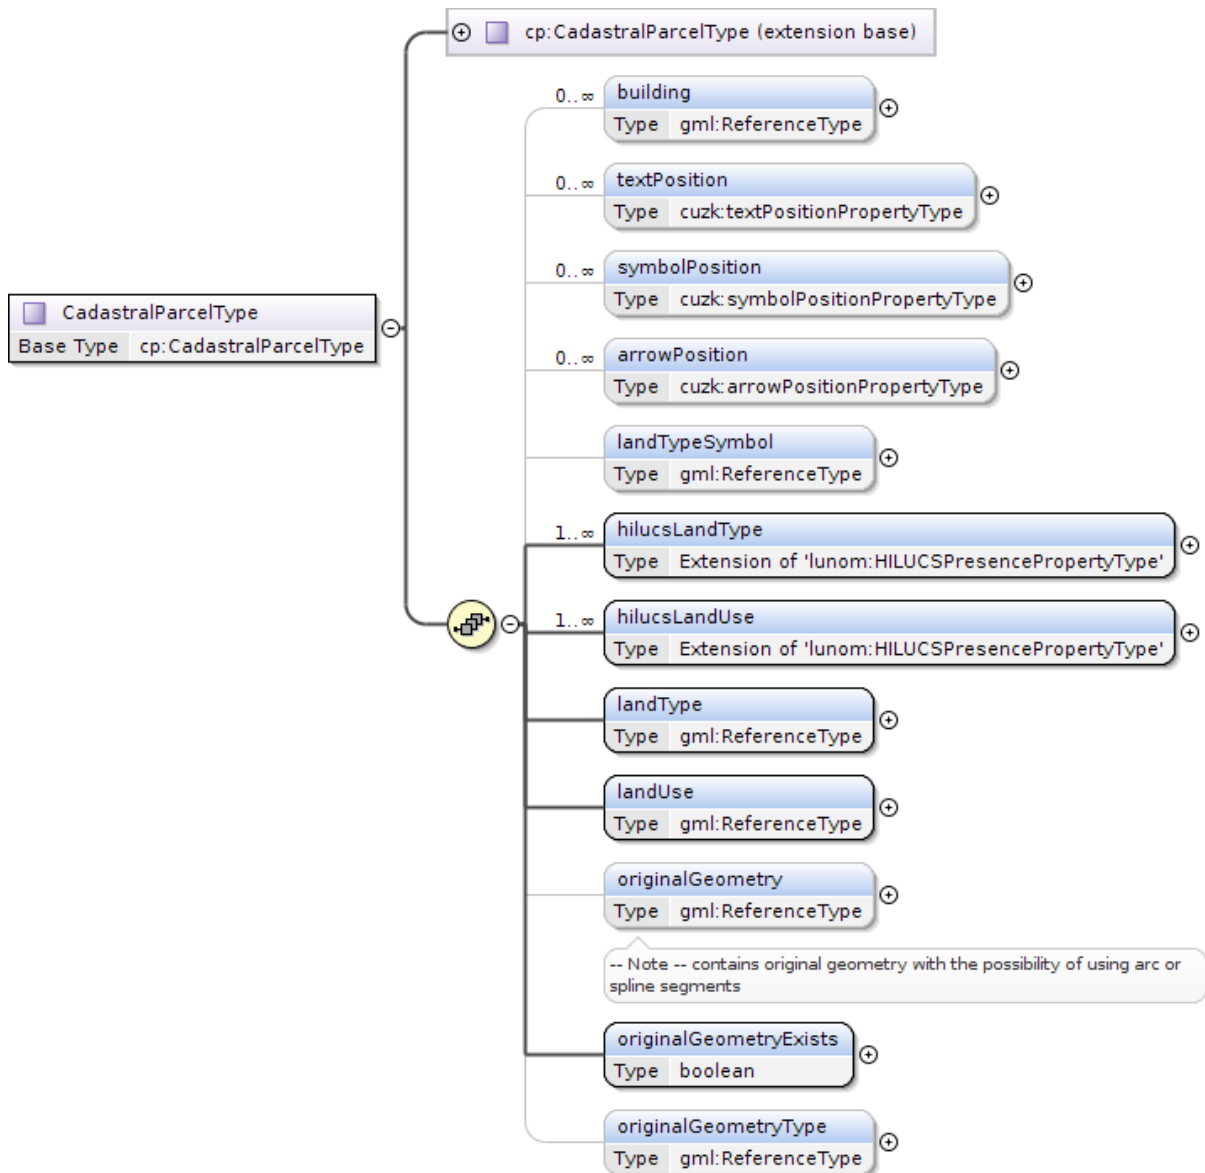 cp:CadastralParcelType (extension base)
0..∞
building
Type gml:ReferenceType
0..∞
textPosition
Type cuzk:textPositionPropertyType
0..∞
symbolPosition
Type cuzk:symbolPositionPropertyType
CadastralParcelType
Base Type cp:CadastralParcelType
0..∞
arrowPosition
Type cuzk:arrowPositionPropertyType
landTypeSymbol
Type gml:ReferenceType
1..∞
hilucsLandType
Type Extension of 'lunom:HILUCSPresencePropertyType'
1..∞
hilucsLandUse
Type Extension of 'lunom:HILUCSPresencePropertyType'
landType
Type gml:ReferenceType
landUse
Type gml:ReferenceType
originalGeometry
Type gml:ReferenceType
-- Note -- contains original geometry with the possibility of using arc or
spline segments
originalGeometryExists
Type boolean
originalGeometryType
Type gml:ReferenceType